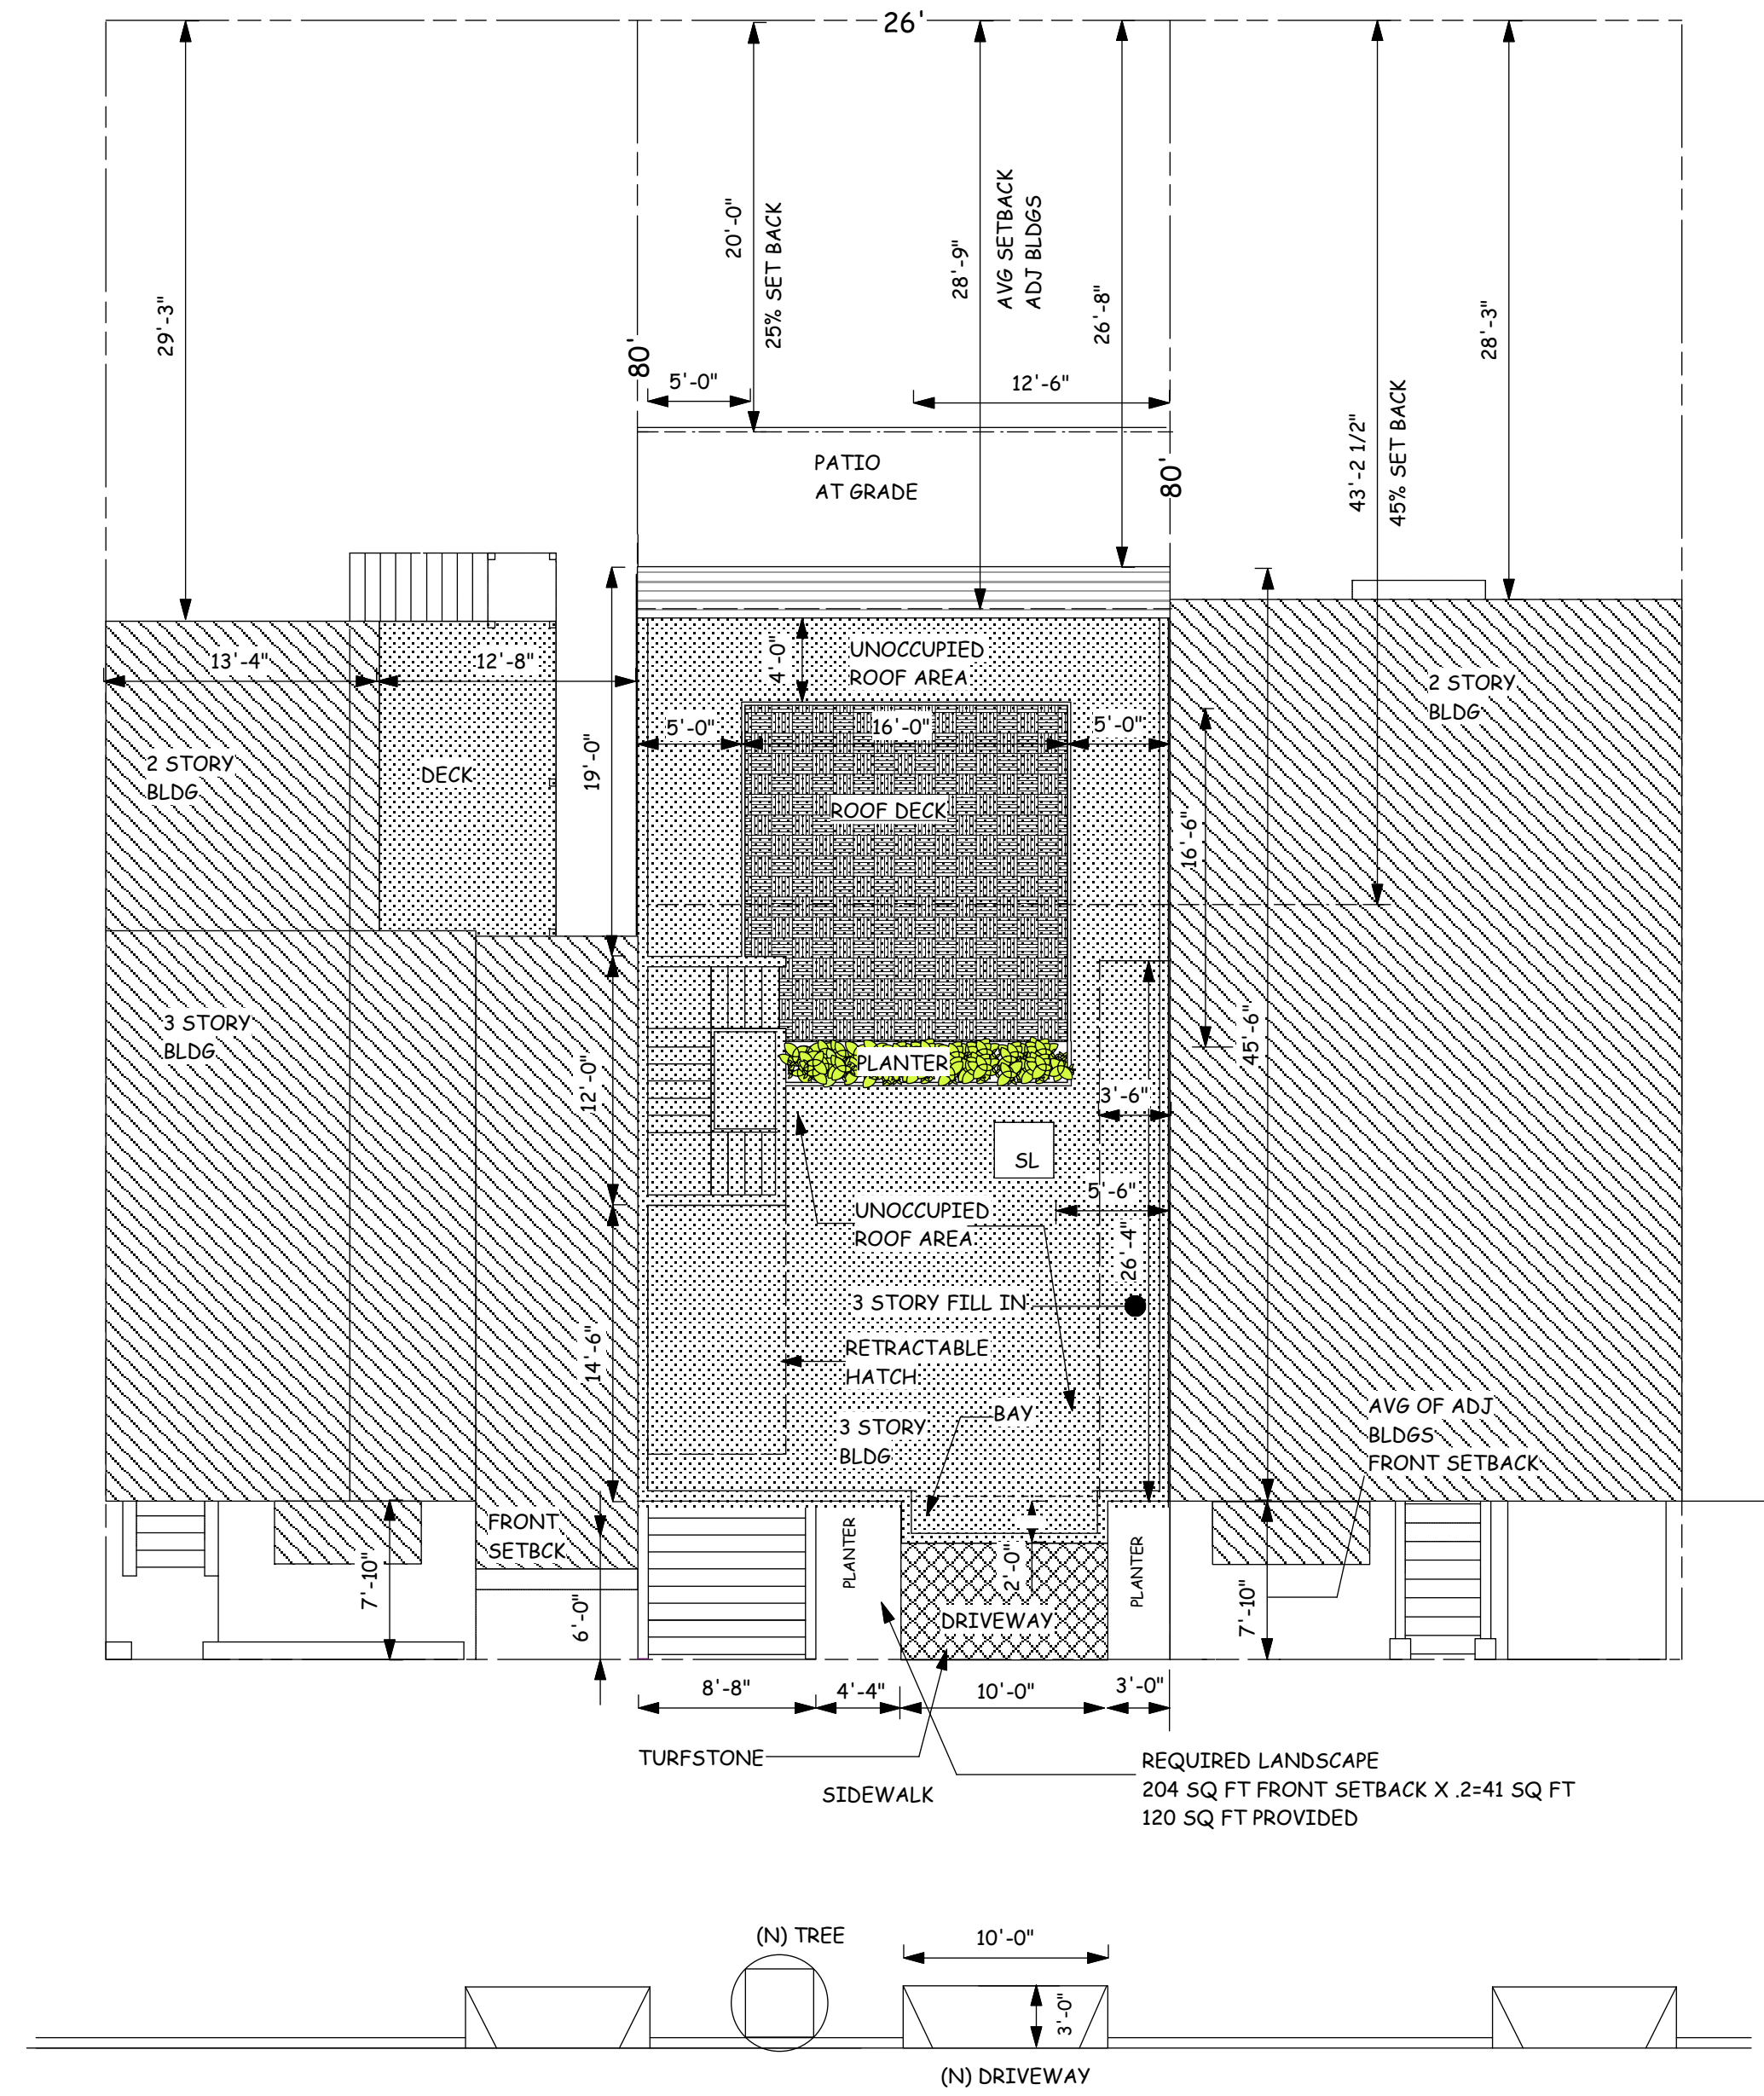 26'
29'-3"
20'-0"
25% SET BACK
28'-9"
AVG SETBACK
ADJ BLDGS
26'-8"
43'-2 1/2"
45% SET BACK
28'-3"
80'
5'-0"
12'-6"
80'
PATIO
AT GRADE
13'-4"
12'-8"
4'-0"
UNOCCUPIED
ROOF AREA
2 STORY
BLDG
5'-0"
16'-0"
5'-0"
2 STORY
BLDG
DECK
19'-0"
ROOF DECK
16'-6"
3 STORY
BLDG
45'-6"
PLANTER
12'-0"
3'-6"
SL
5'-6"
UNOCCUPIED
ROOF AREA
26'-4"
3 STORY FILL IN
14'-6"
RETRACTABLE
HATCH
BAY
3 STORY
BLDG
AVG OF ADJ
BLDGS
FRONT SETBACK
FRONT
SETBCK
7'-10"
6'-0"
PLANTER
2'-0"
PLANTER
DRIVEWAY
7'-10"
8'-8"
4'-4"
10'-0"
3'-0"
TURFSTONE
SIDEWALK
REQUIRED LANDSCAPE
204 SQ FT FRONT SETBACK X .2=41 SQ FT
120 SQ FT PROVIDED
(N) TREE
10'-0"
3'-0"
(N) DRIVEWAY